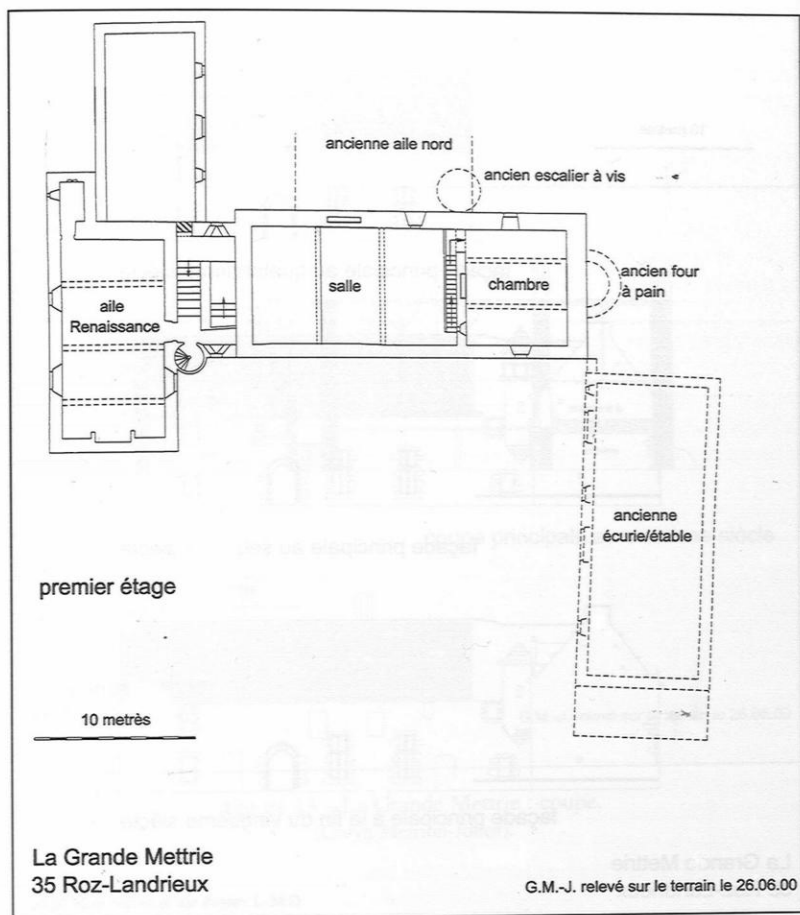 ancienne aile nord
ancien escalier à vis
salle
chambre
ancien four
à pain
aile
Renaissance
ancienne
écurie/étable
premier étage
10 metrès
La Grande Mettrie
35 Roz-Landrieux
G.M.-J. relevé sur le terrain le 26.06.00